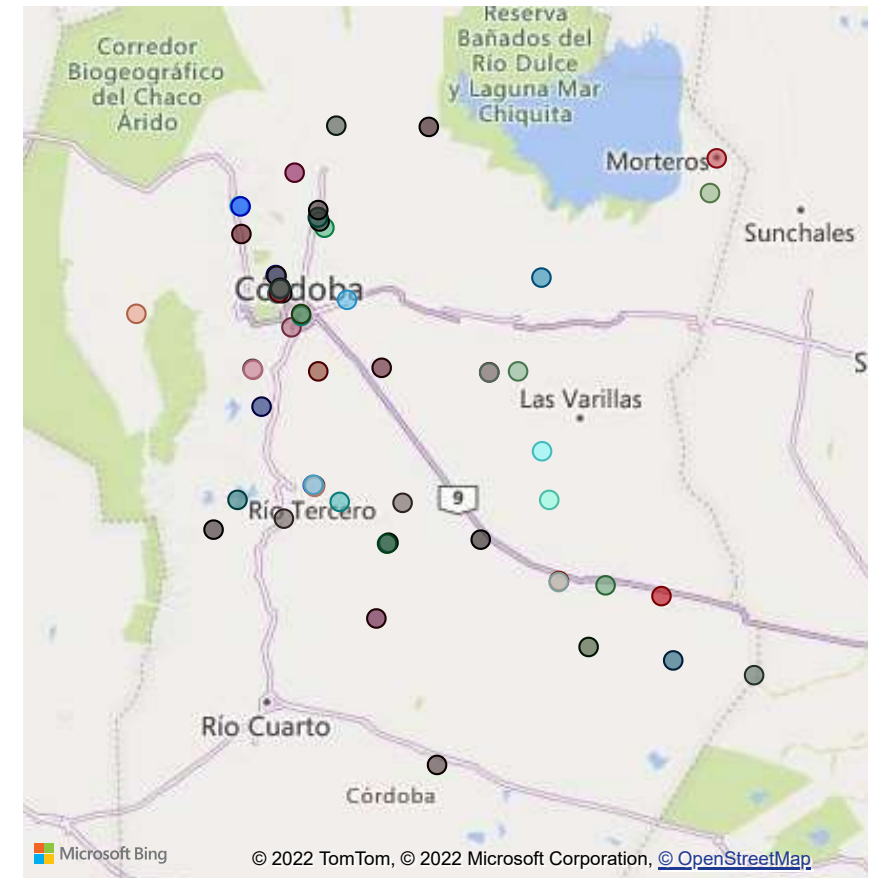 Reserva
Bañados del
Río Dulce
y Laguna Mar
Chiquita
Corredor
Biogeográfico
del Chaco
Árido
Morteros
Sunchales
Córdoba
S
Las Varillas
9
Río Tercero
Río Cuarto
Córdoba
Microsoft Bing
© 2022 TomTom, © 2022 Microsoft Corporation, © OpenStreetMap